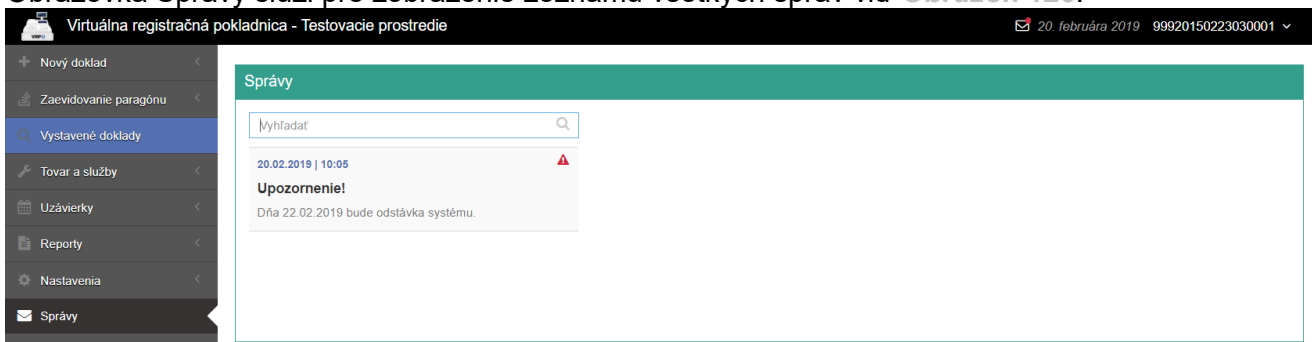 Obrazovka Správy slúži pre zobrazenie zoznamu všetkých správ viď
Virtuálna registračná pokladnica - Testovacie prostredie
20. februára 2019 99920150223030001
Nový doklad
Zaevidovanie paragónu
Vystavené doklady
Tovar a služby
Uzávierky
Reporty
Nastavenia
Správy
Správy
Vyhľadať
20.02.2019 | 10:05
Upozornenie!
Dňa 22.02.2019 bude odstávka systému.